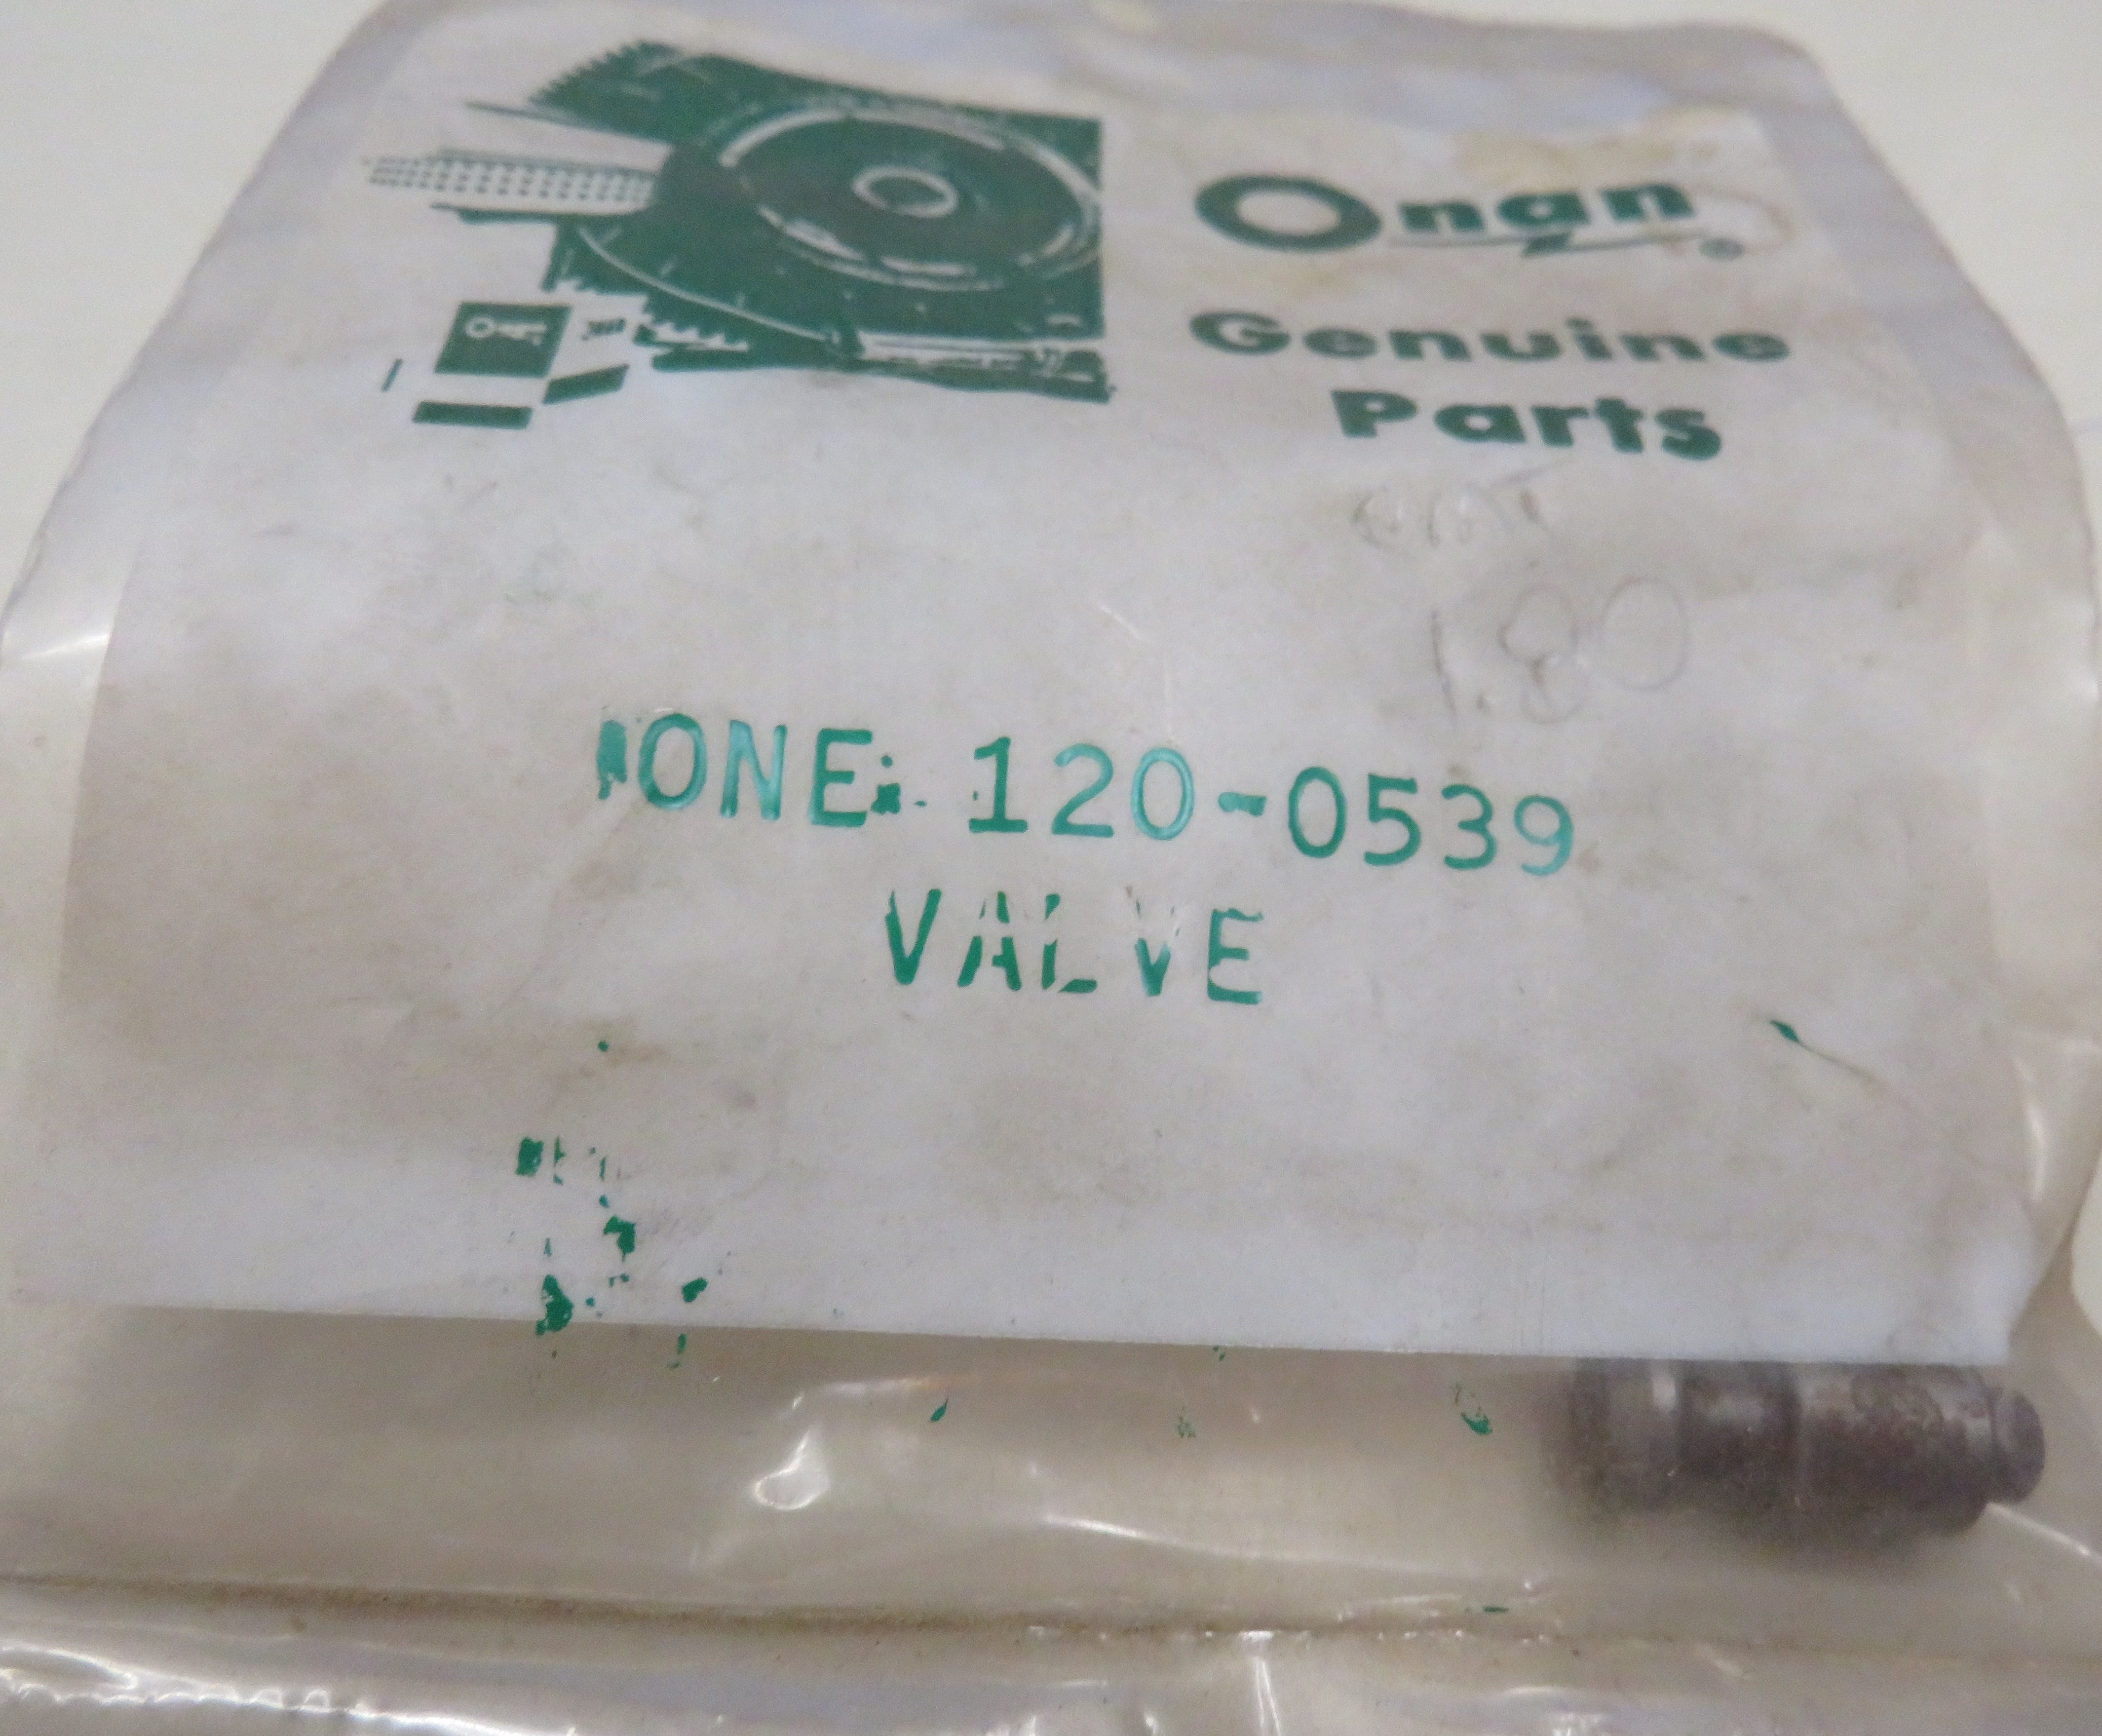 Onan®
Genuine
Parts
1.80
ONE 120-0539
VALVE